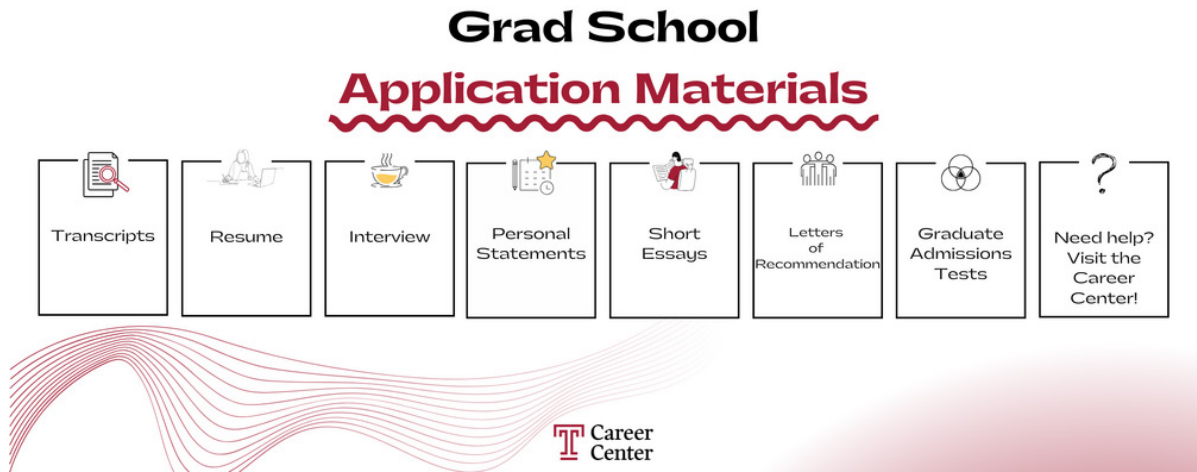 Grad School
Application Materials
Transcripts
Resume
Interview
Personal
Statements
Short
Essays
Letters
of
Recommendation
Graduate
Admissions
Tests
?
Need help?
Visit the
Career
Center!
T Career
Center